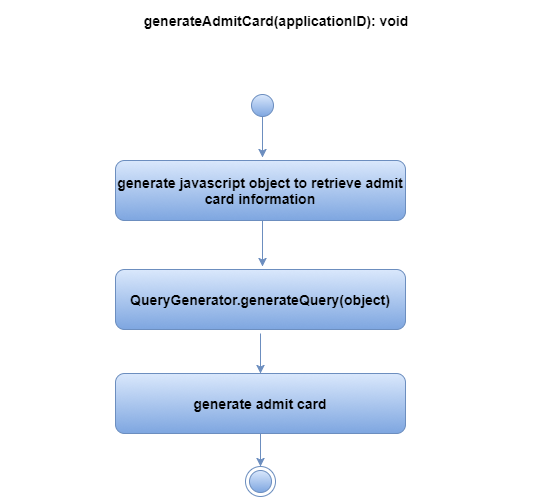 generateAdmitCard(applicationID): void
generate javascript object to retrieve admit
card information
QueryGenerator.generateQuery(object)
generate admit card